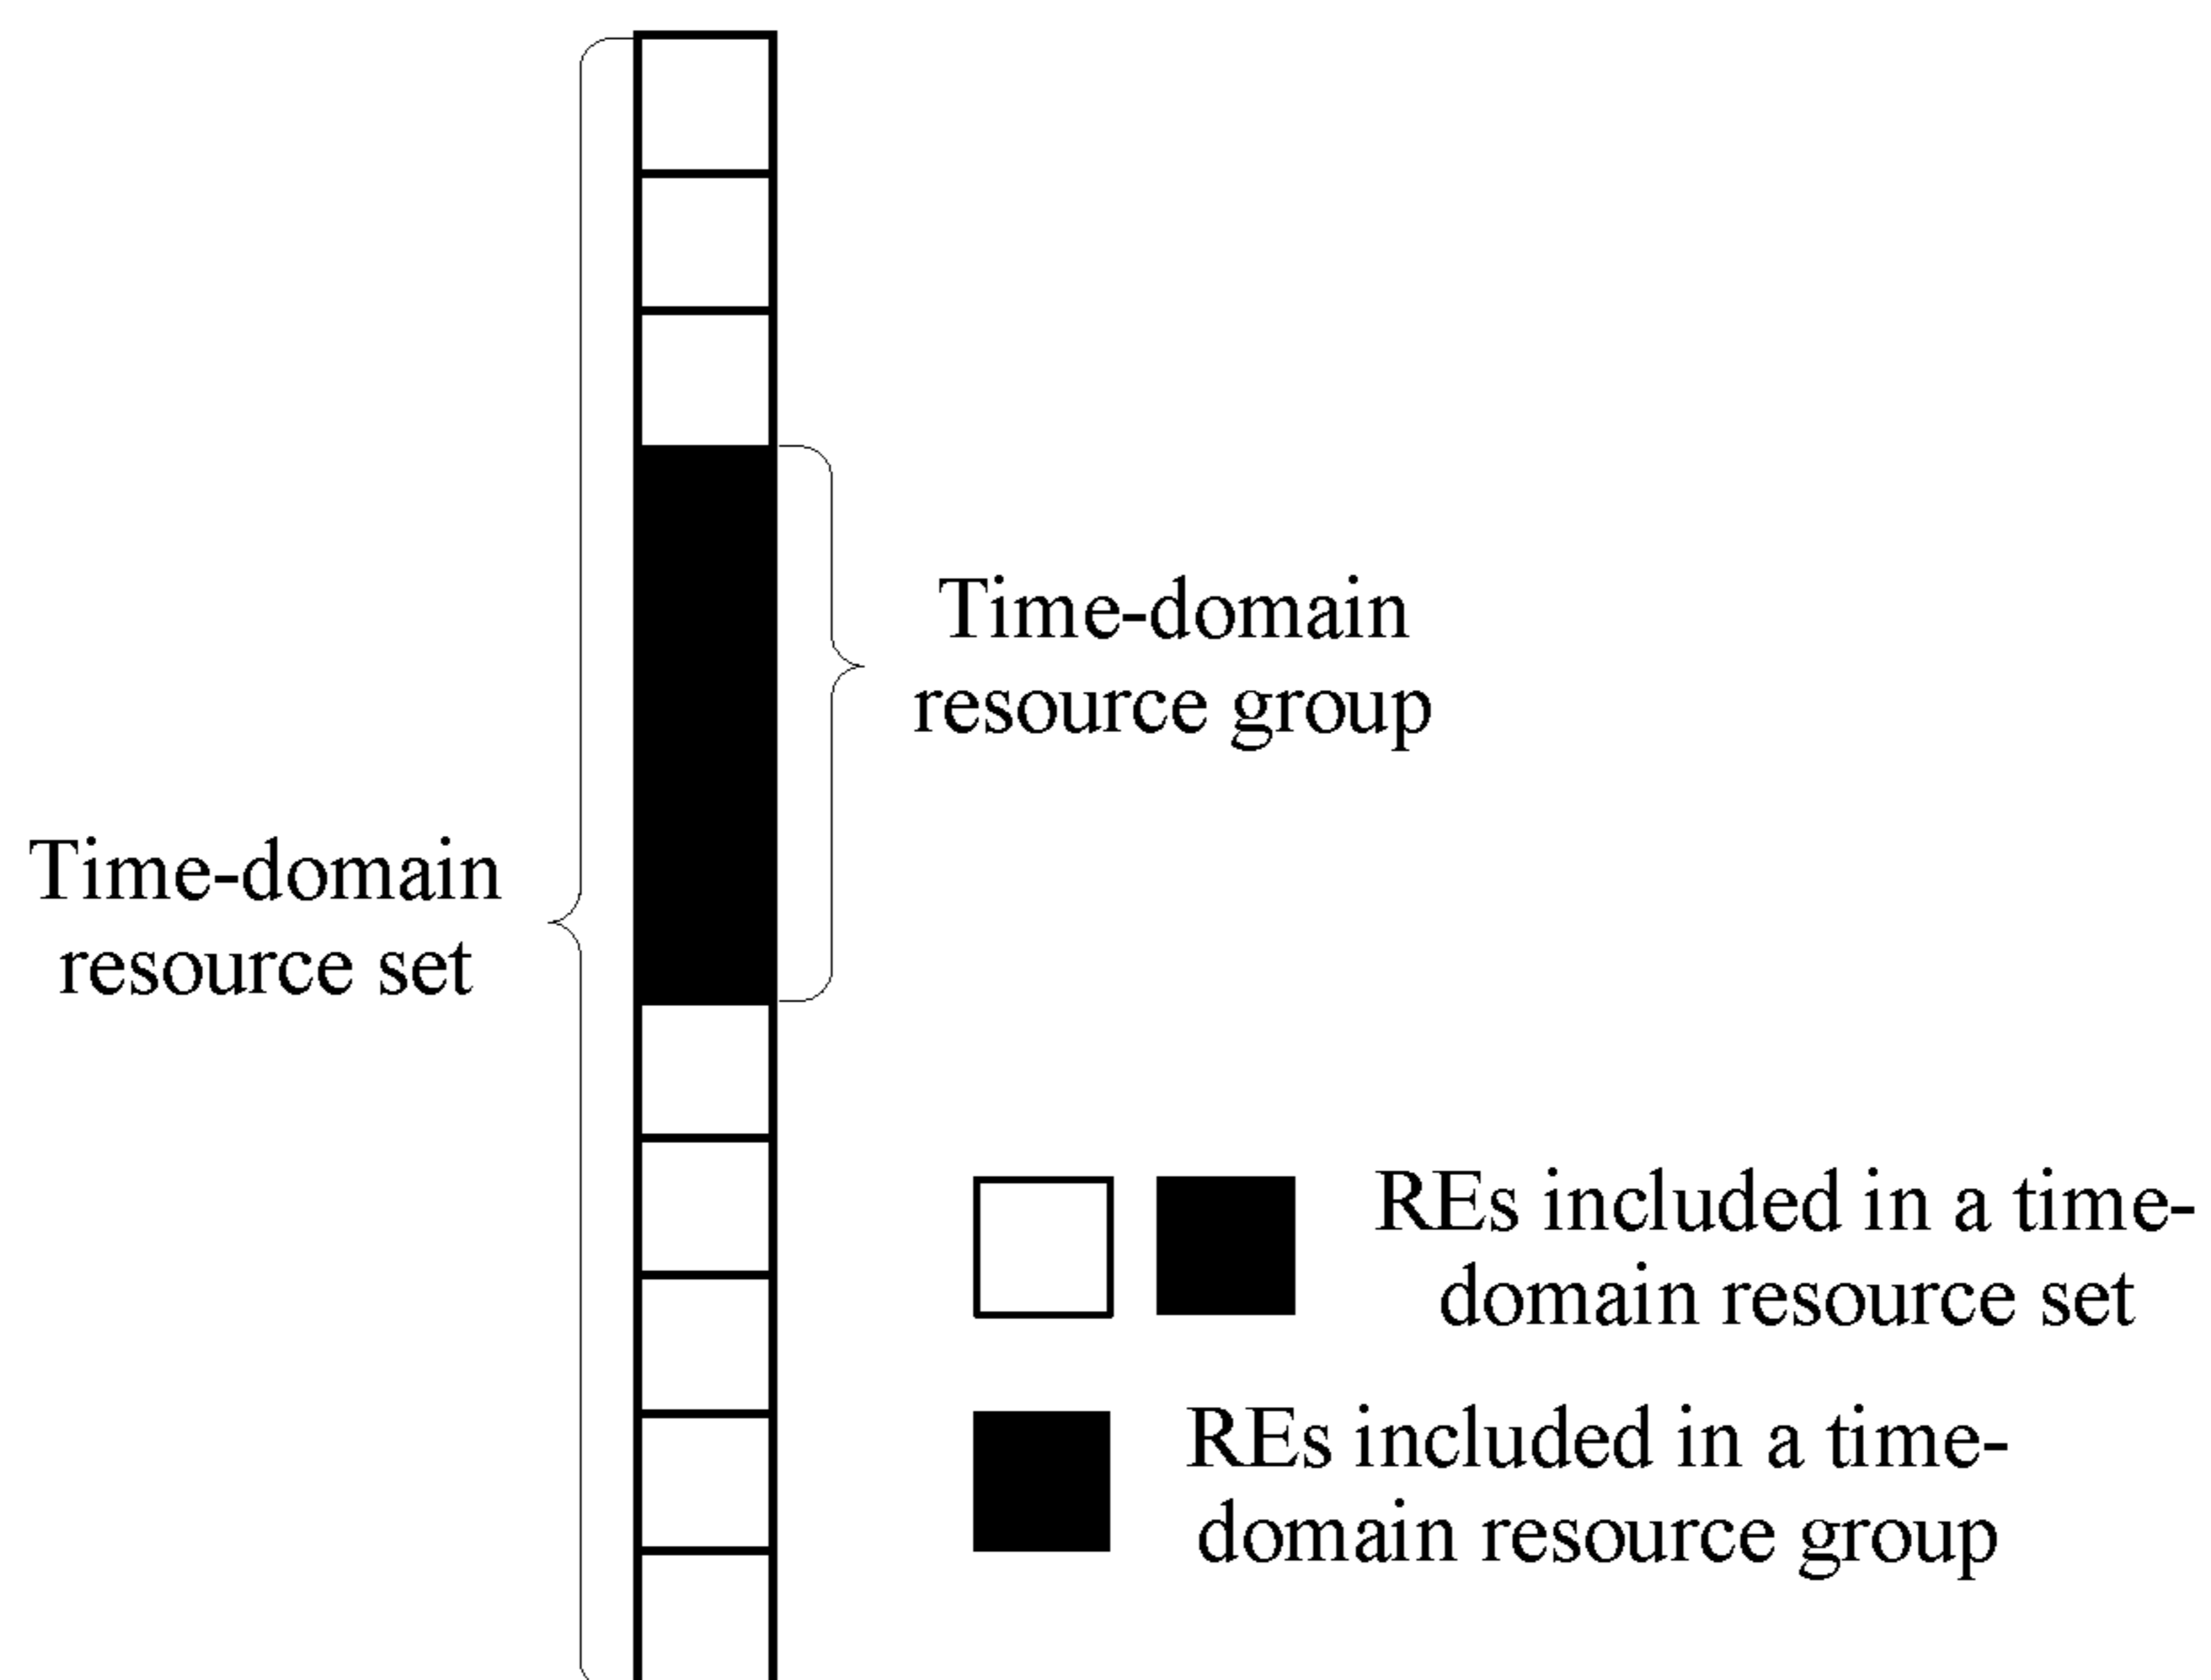 Time-domain
resource group
Time-domain
resource set
REs included in a time-
domain resource set
REs included in a time-
domain resource group